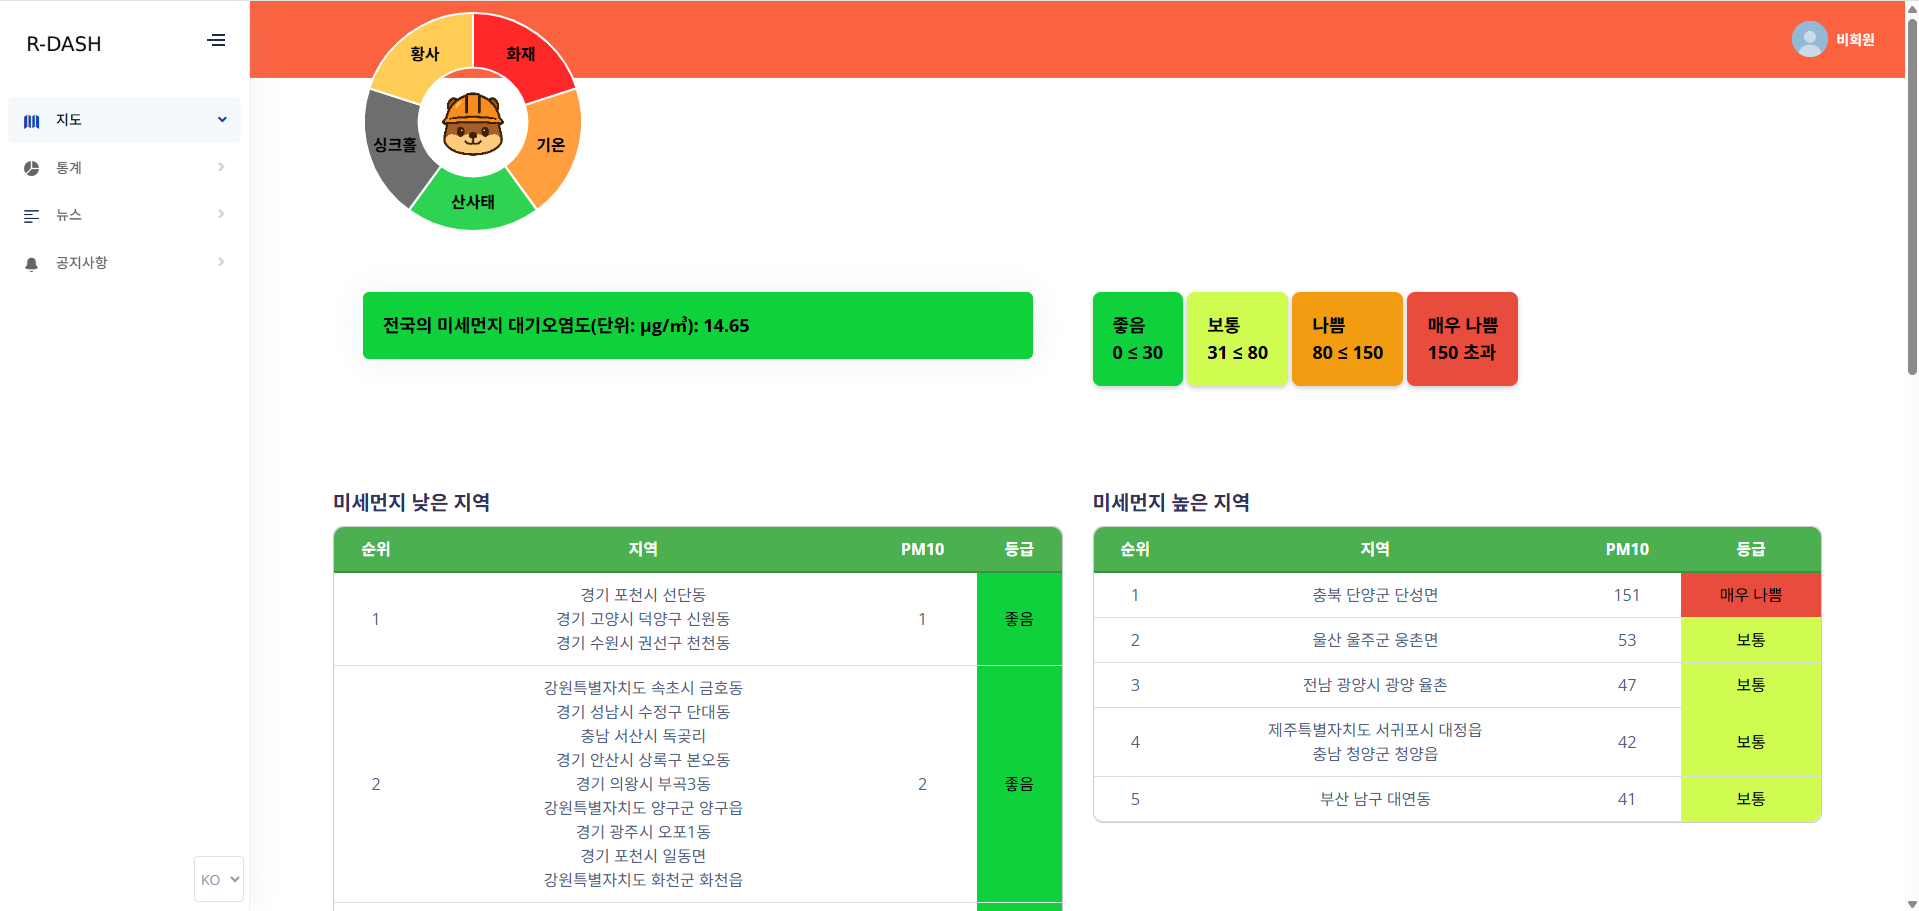 R-DASH
비회원
지도
통계
뉴스
공지사항
KO
황사
화재
싱크홀
기온
산사태
전국의 미세먼지 대기오염도(단위: μg/㎥): 14.65
좋음
0 ≤ 30
보통
31 ≤ 80
나쁨
80 ≤ 150
매우 나쁨
150 초과
미세먼지 낮은 지역
순위 지역 PM10 등급
1 경기 포천시 선단동 1 좋음
경기 고양시 덕양구 신원동
경기 수원시 권선구 천천동
2 강원특별자치도 속초시 금호동 2 좋음
경기 성남시 수정구 단대동
충남 서산시 독곶리
경기 안산시 상록구 본오동
경기 의왕시 부곡3동
강원특별자치도 양구군 양구읍
경기 광주시 오포1동
경기 포천시 일동면
강원특별자치도 화천군 화천읍
미세먼지 높은 지역
순위 지역 PM10 등급
1 충북 단양군 단성면 151 매우 나쁨
2 울산 울주군 웅촌면 53 보통
3 전남 광양시 광양 율촌 47 보통
4 제주특별자치도 서귀포시 대정읍 42 보통
충남 청양군 청양읍
5 부산 남구 대연동 41 보통